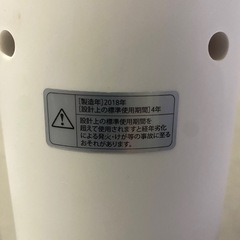 [製造年]2018年
[設計上の標準使用期間]4年
設計上の標準使用期間を
超えて使用されますと経年劣化
による発火・けが等の事故に至る
おそれがあります。